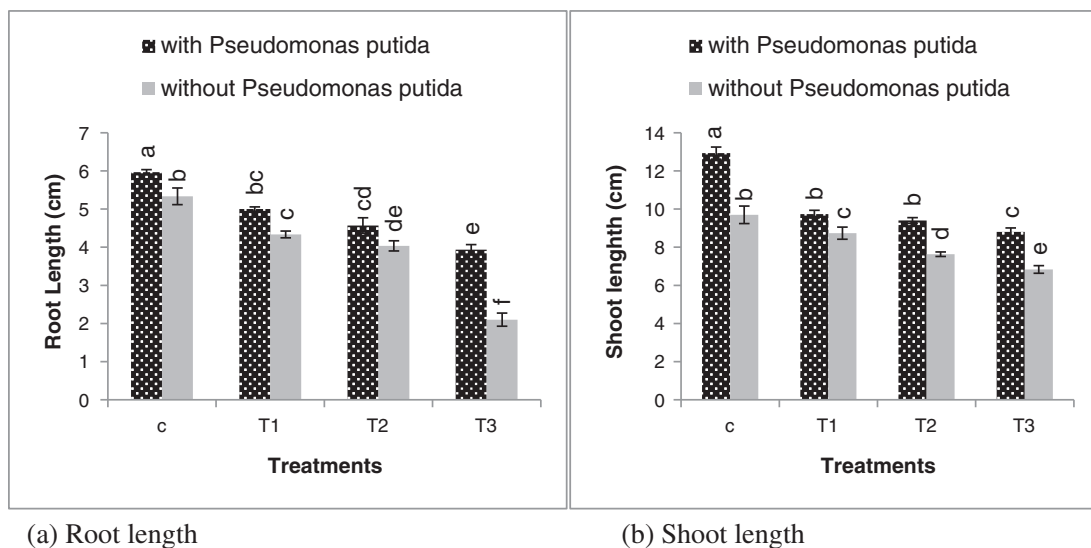 with Pseudomonas putida
without Pseudomonas putida
Root Length (cm)
7
6
5
4
3
2
1
0
a
b
bc
c
cd
de
e
f
c T1 T2 T3
Treatments
(a) Root length
with Pseudomonas putida
without Pseudomonas putida
Shoot lenghth (cm)
14
12
10
8
6
4
2
0
a
b
b
c
b
d
c
e
c T1 T2 T3
Treatments
(b) Shoot length